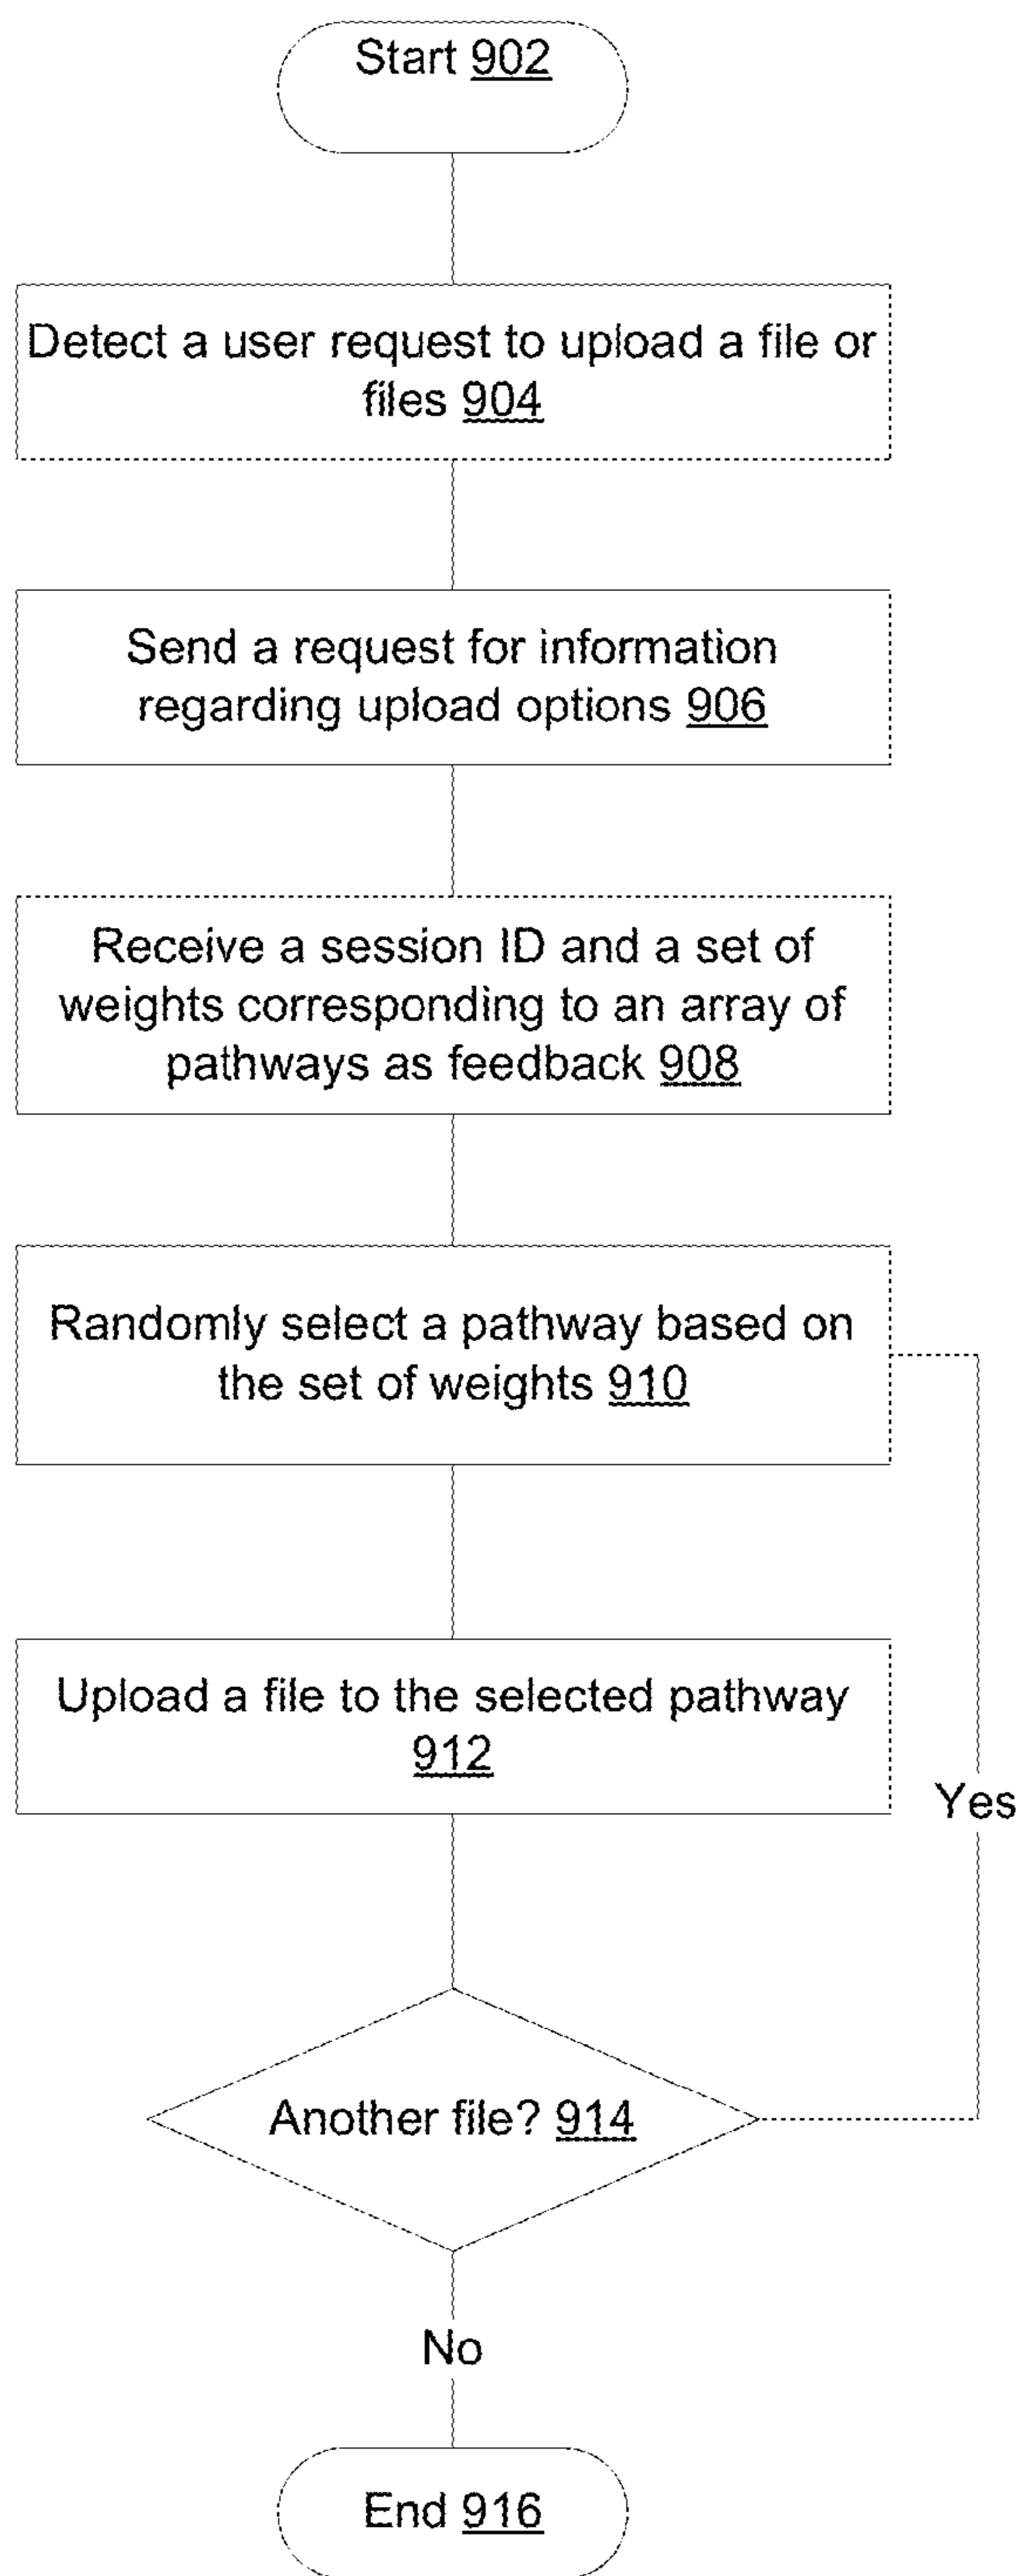 Start 902
Detect a user request to upload a file or
files 904
Send a request for information
regarding upload options 906
Receive a session ID and a set of
weights corresponding to an array of
pathways as feedback 908
Randomly select a pathway based on
the set of weights 910
Upload a file to the selected pathway
912
Yes
Another file? 914
No
End 916